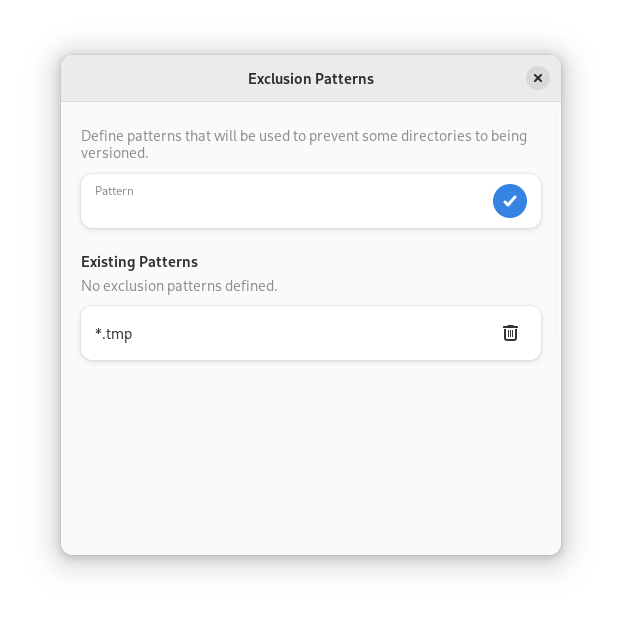 Exclusion Patterns
Define patterns that will be used to prevent some directories to being
versioned.
Pattern
Existing Patterns
No exclusion patterns defined.
*.tmp